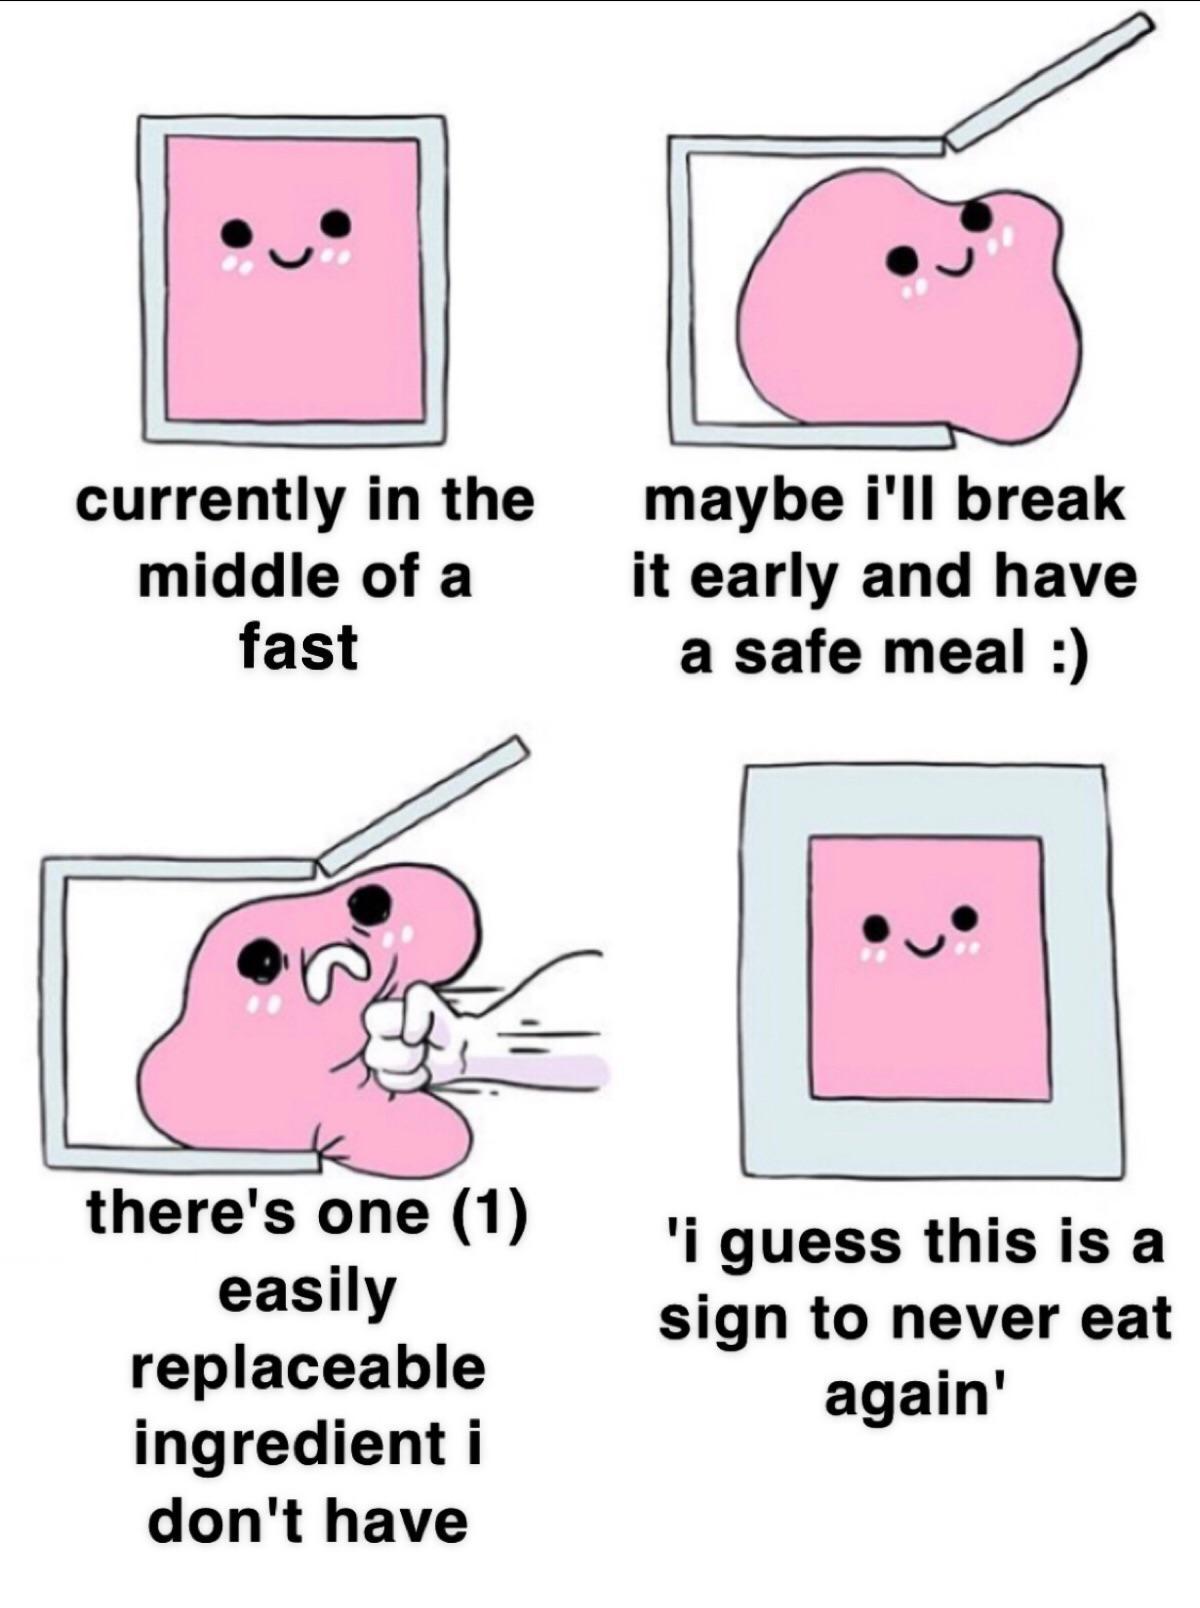 currently in the
middle of a
fast
maybe i'll break
it early and have
a safe meal :)
there's one (1)
easily
replaceable
ingredient i
don't have
'i guess this is a
sign to never eat
again'